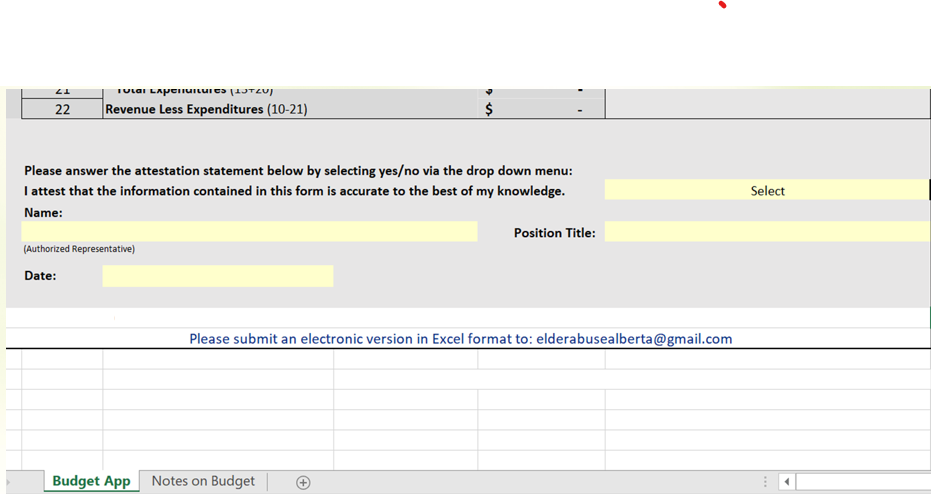 21 Total Expenditures (15+20) $ -
22 Revenue Less Expenditures (10-21) $ -
Please answer the attestation statement below by selecting yes/no via the drop down menu:
I attest that the information contained in this form is accurate to the best of my knowledge. Select
Name:
Position Title:
(Authorized Representative)
Date:
Please submit an electronic version in Excel format to: elderabusealberta@gmail.com
Budget App Notes on Budget